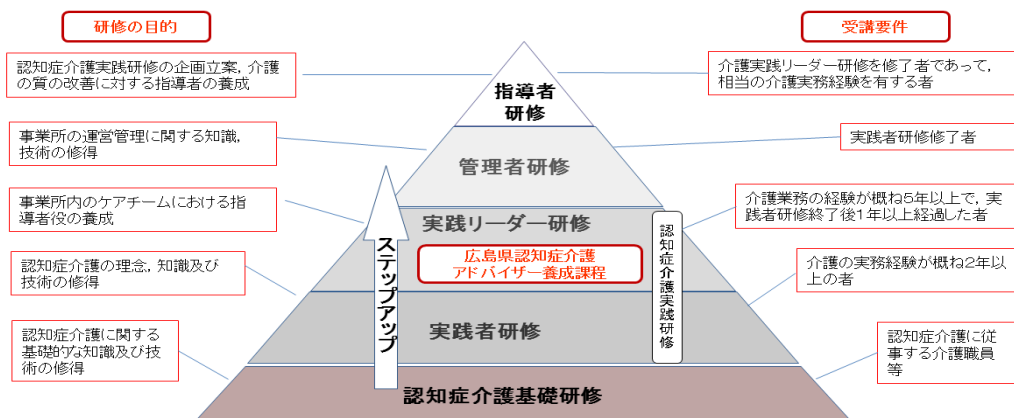 研修の目的
受講要件
認知症介護実践研修の企画立案，介護
の質の改善に対する指導者の養成
指導者
研修
介護実践リーダー研修を修了者であって，
相当の介護実務経験を有する者
事業所の運営管理に関する知識，
技術の修得
管理者研修
実践者研修修了者
事業所内のケアチームにおける指
導者役の養成
実践リーダー研修
広島県認知症介護
アドバイザー養成課程
介護業務の経験が概ね5年以上で，実
践者研修終了後1年以上経過した者
認知症介護の理念，知識及び
技術の修得
ステップアップ
実践者研修
認知症介護実践研修
介護の実務経験が概ね2年以
上の者
認知症介護に関する
基礎的な知識及び技
術の修得
認知症介護基礎研修
認知症介護に従
事する介護職員
等